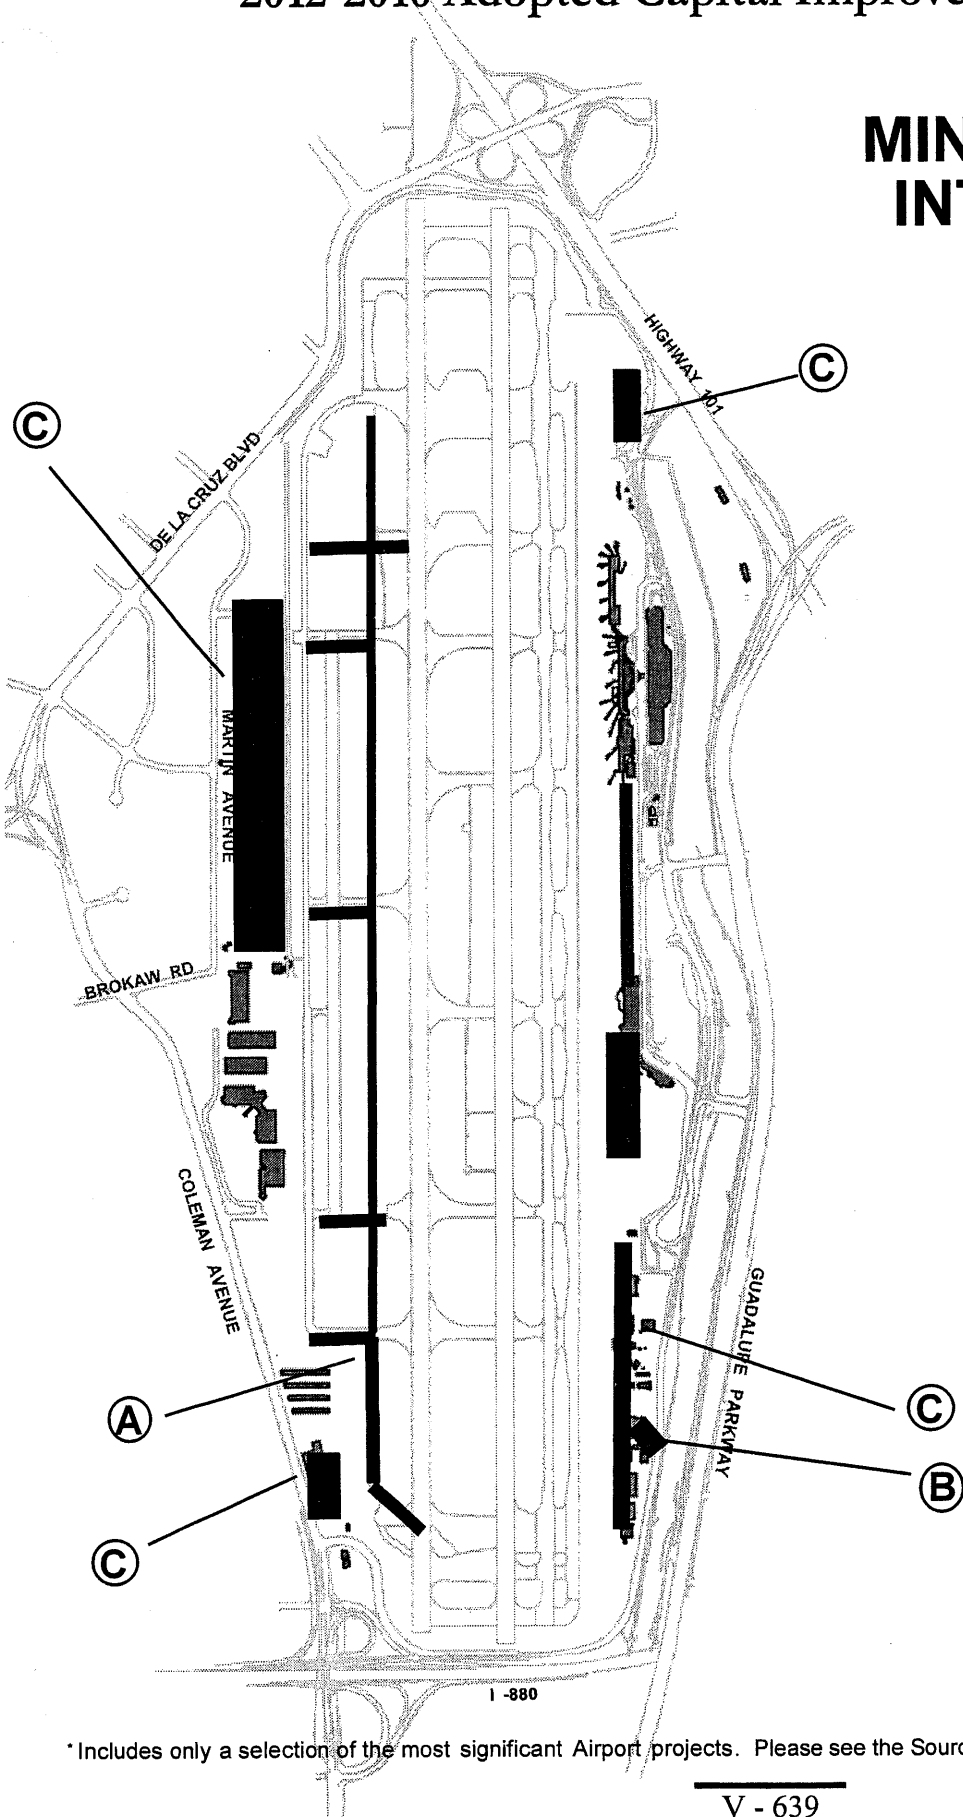 2012-2016 Adopted Capital Improve
MIN
INT
HIGHWAY 101
C
C
DE LA CRUZ BLVD
MARTIN AVENUE
BROKAW RD
COLEMAN AVENUE
GUADALUPE PARKWAY
A
C
B
C
I -880
*Includes only a selection of the most significant Airport projects. Please see the Sourc
V - 639